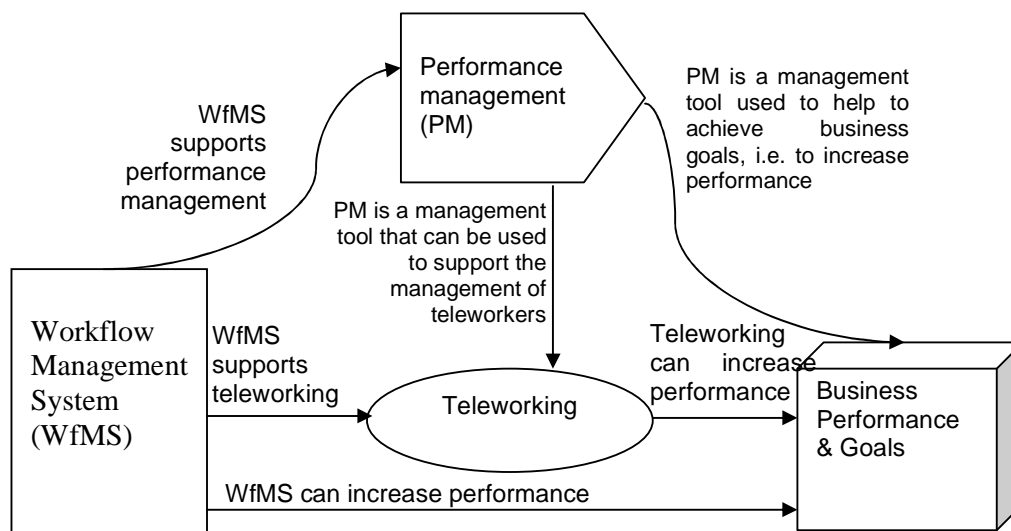 Performance
management
(PM)
PM is a management
tool used to help to
achieve business
goals, i.e. to increase
performance
WfMS
supports
performance
management
PM is a management
tool that can be used
to support the
management of
teleworkers
Workflow
Management
System
(WfMS)
WfMS
supports
teleworking
Teleworking
Teleworking
can increase
performance
Business
Performance
& Goals
WfMS can increase performance